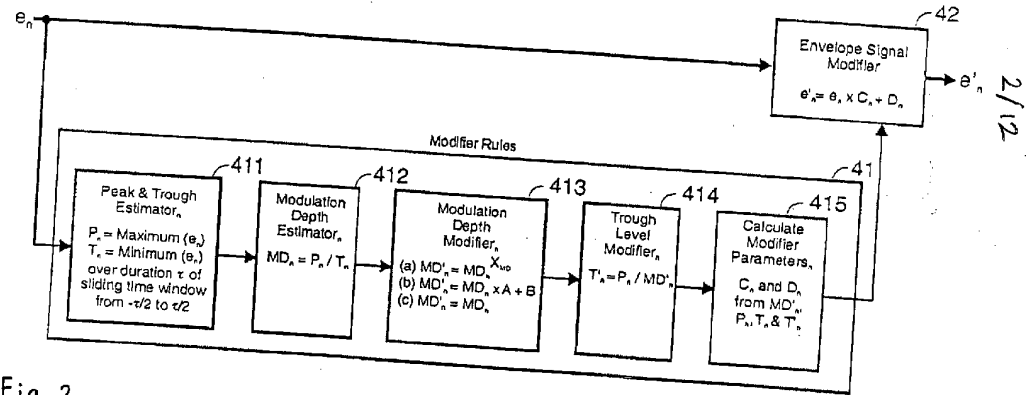 eₙ
42
Envelope Signal
Modifier
e'ₙ = eₙ x Cₙ + Dₙ
e'ₙ
2/12
Modifier Rules
41
411
Peak & Trough
Estimatorₙ
Pₙ = Maximum (eₙ)
Tₙ = Minimum (eₙ)
over duration τ of
sliding time window
from -τ/2 to τ/2
412
Modulation
Depth
Estimatorₙ
MDₙ = Pₙ / Tₙ
413
Modulation
Depth
Modifierₙ
(a) MD'ₙ = MDₙ^X_MD
(b) MD'ₙ = MDₙ x A + B
(c) MD'ₙ = MDₙ
414
Trough
Level
Modifierₙ
T'ₙ = Pₙ / MD'ₙ
415
Calculate
Modifier
Parametersₙ
Cₙ and Dₙ
from MD'ₙ,
Pₙ, Tₙ & T'ₙ
Fig. 2